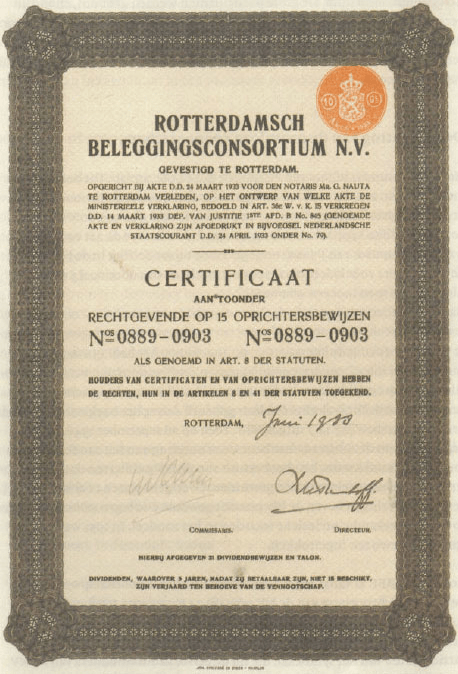 ROTTERDAMSCH
BELEGGINGSCONSORTIUM N.V.
GEVESTIGD TE ROTTERDAM.
OPGERICHT BIJ AKTE D.D. 24 MAART 1933 VOOR DEN NOTARIS MR. G. NAUTA
TE ROTTERDAM VERLEDEN, OP HET ONTWERP VAN WELKE AKTE DE
MINISTERIEELE VERKLARING, BEDOELD IN ART. 36e W. v. K. IS VERKREGEN
D.D. 14 MAART 1933 DEP. VAN JUSTITIE 1STE AFD. B No. 845 (GENOEMDE
AKTE EN VERKLARING ZIJN AFGEDRUKT IN BIJVOEGSEL NEDERLANDSCHE
STAATSCOURANT D.D. 24 APRIL 1933 ONDER No. 79).
CERTIFICAAT
AAN TOONDER
RECHTGEVENDE OP 15 OPRICHTERSBEWIJZEN
Nos 0889-0903 Nos 0889-0903
ALS GENOEMD IN ART. 8 DER STATUTEN.
HOUDERS VAN CERTIFICATEN EN VAN OPRICHTERSBEWIJZEN HEBBEN
DE RECHTEN, HUN IN DE ARTIKELEN 8 EN 41 DER STATUTEN TOEGEKEND.
ROTTERDAM, Juni 1933
COMMISSARIS. DIRECTEUR.
HIERBIJ AFGEGEVEN 21 DIVIDENDBEWIJZEN EN TALON.
DIVIDENDEN, WAAROVER 5 JAREN, NADAT ZIJ BETAALBAAR ZIJN, NIET IS BESCHIKT,
ZIJN VERJAARD TEN BEHOEVE VAN DE VENNOOTSCHAP.